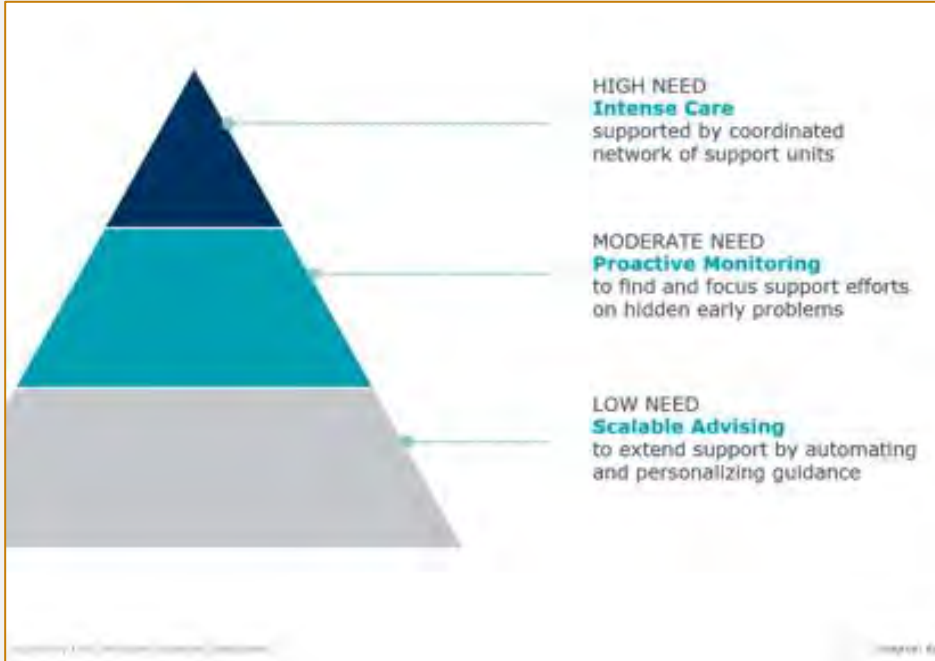 HIGH NEED
Intense Care
supported by coordinated
network of support units
MODERATE NEED
Proactive Monitoring
to find and focus support efforts
on hidden early problems
LOW NEED
Scalable Advising
to extend support by automating
and personalizing guidance